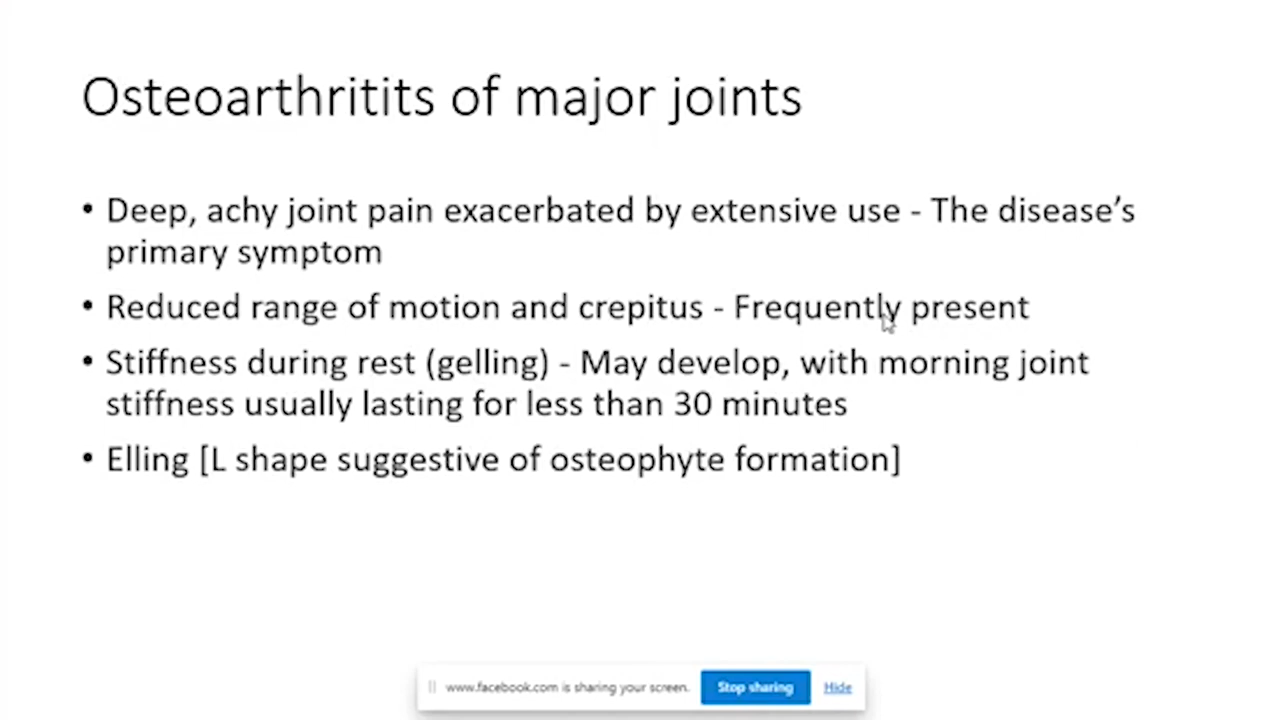 Osteoarthritits of major joints
• Deep, achy joint pain exacerbated by extensive use - The disease’s
primary symptom
• Reduced range of motion and crepitus - Frequently present
• Stiffness during rest (gelling) - May develop, with morning joint
stiffness usually lasting for less than 30 minutes
• Elling [L shape suggestive of osteophyte formation]
www.facebook.com is sharing your screen. Stop sharing Hide